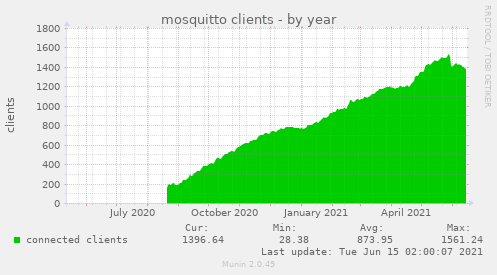 mosquitto clients - by year
RRDTOOL / TOBI OETIKER
clients
1800
1600
1400
1200
1000
800
600
400
200
0
July 2020 October 2020 January 2021 April 2021
Cur: Min: Avg: Max:
connected clients 1396.64 28.38 873.95 1561.24
Last update: Tue Jun 15 02:00:07 2021
Munin 2.0.49